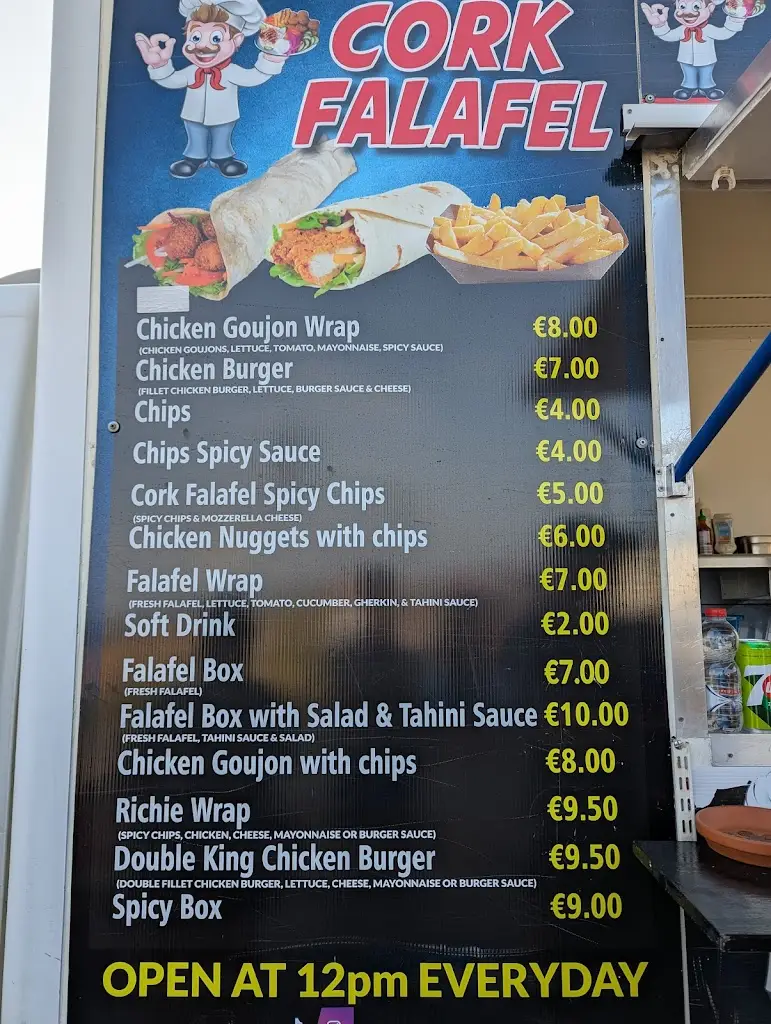 CORK
FALAFEL
Chicken Goujon Wrap €8.00
(CHICKEN GOUJONS, LETTUCE, TOMATO, MAYONNAISE, SPICY SAUCE)
Chicken Burger €7.00
(FILLET CHICKEN BURGER, LETTUCE, BURGER SAUCE & CHEESE)
Chips €4.00
Chips Spicy Sauce €4.00
Cork Falafel Spicy Chips €5.00
(SPICY CHIPS & MOZZERELLA CHEESE)
Chicken Nuggets with chips €6.00
Falafel Wrap €7.00
(FRESH FALAFEL, LETTUCE, TOMATO, CUCUMBER, GHERKIN, & TAHINI SAUCE)
Soft Drink €2.00
Falafel Box €7.00
(FRESH FALAFEL)
Falafel Box with Salad & Tahini Sauce €10.00
(FRESH FALAFEL, TAHINI SAUCE & SALAD)
Chicken Goujon with chips €8.00
Richie Wrap €9.50
(SPICY CHIPS, CHICKEN, CHEESE, MAYONNAISE OR BURGER SAUCE)
Double King Chicken Burger €9.50
(DOUBLE FILLET CHICKEN BURGER, LETTUCE, CHEESE, MAYONNAISE OR BURGER SAUCE)
Spicy Box €9.00
OPEN AT 12pm EVERYDAY